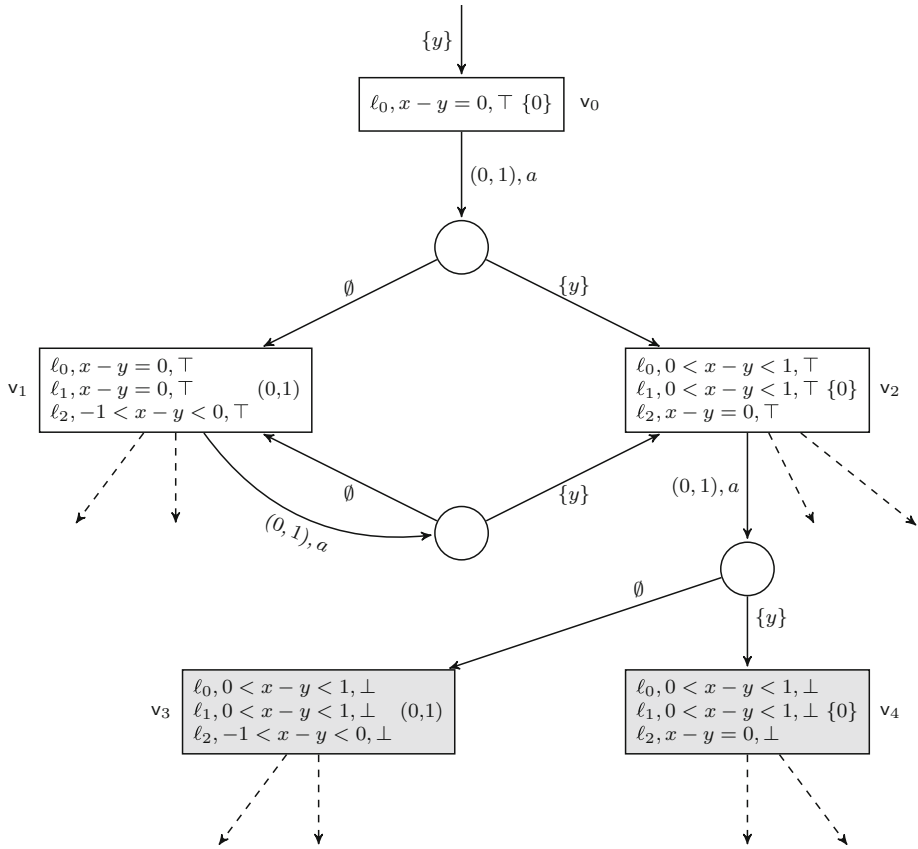 {y}
ℓ₀, x − y = 0, ⊤ {0}
v₀
(0, 1), a
∅
{y}
v₁
ℓ₀, x − y = 0, ⊤
ℓ₁, x − y = 0, ⊤ (0,1)
ℓ₂, −1 < x − y < 0, ⊤
ℓ₀, 0 < x − y < 1, ⊤
ℓ₁, 0 < x − y < 1, ⊤ {0}
ℓ₂, x − y = 0, ⊤
v₂
∅
{y}
(0, 1), a
(0, 1), a
∅
{y}
v₃
ℓ₀, 0 < x − y < 1, ⊥
ℓ₁, 0 < x − y < 1, ⊥ (0,1)
ℓ₂, −1 < x − y < 0, ⊥
ℓ₀, 0 < x − y < 1, ⊥
ℓ₁, 0 < x − y < 1, ⊥ {0}
ℓ₂, x − y = 0, ⊥
v₄